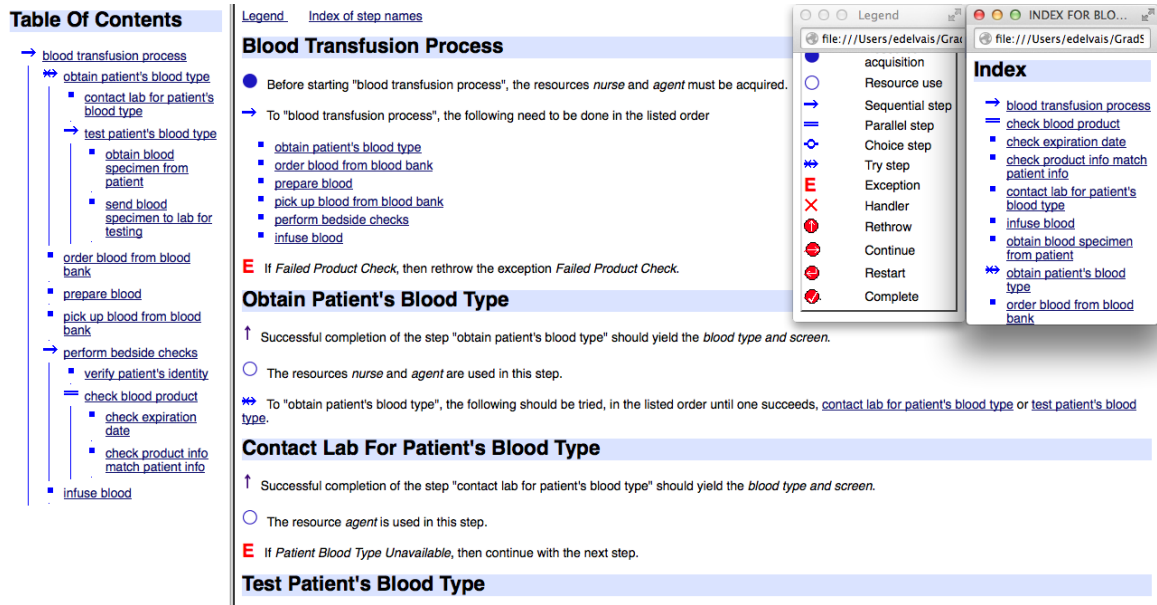 Table Of Contents
blood transfusion process
obtain patient's blood type
contact lab for patient's
blood type
test patient's blood type
obtain blood
specimen from
patient
send blood
specimen to lab for
testing
order blood from blood
bank
prepare blood
pick up blood from blood
bank
perform bedside checks
verify patient's identity
check blood product
check expiration
date
check product info
match patient info
infuse blood
Legend Index of step names
Blood Transfusion Process
Before starting "blood transfusion process", the resources nurse and agent must be acquired.
To "blood transfusion process", the following need to be done in the listed order
obtain patient's blood type
order blood from blood bank
prepare blood
pick up blood from blood bank
perform bedside checks
infuse blood
E If Failed Product Check, then rethrow the exception Failed Product Check.
Obtain Patient's Blood Type
Successful completion of the step "obtain patient's blood type" should yield the blood type and screen.
The resources nurse and agent are used in this step.
To "obtain patient's blood type", the following should be tried, in the listed order until one succeeds, contact lab for patient's blood type or test patient's blood
type.
Contact Lab For Patient's Blood Type
Successful completion of the step "contact lab for patient's blood type" should yield the blood type and screen.
The resource agent is used in this step.
E If Patient Blood Type Unavailable, then continue with the next step.
Test Patient's Blood Type
Legend
file:///Users/edelvais/Grad
acquisition
Resource use
Sequential step
Parallel step
Choice step
Try step
E Exception
Handler
Rethrow
Continue
Restart
Complete
INDEX FOR BLO...
file:///Users/edelvais/GradS
Index
blood transfusion process
check blood product
check expiration date
check product info match
patient info
contact lab for patient's
blood type
infuse blood
obtain blood specimen
from patient
obtain patient's blood
type
order blood from blood
bank